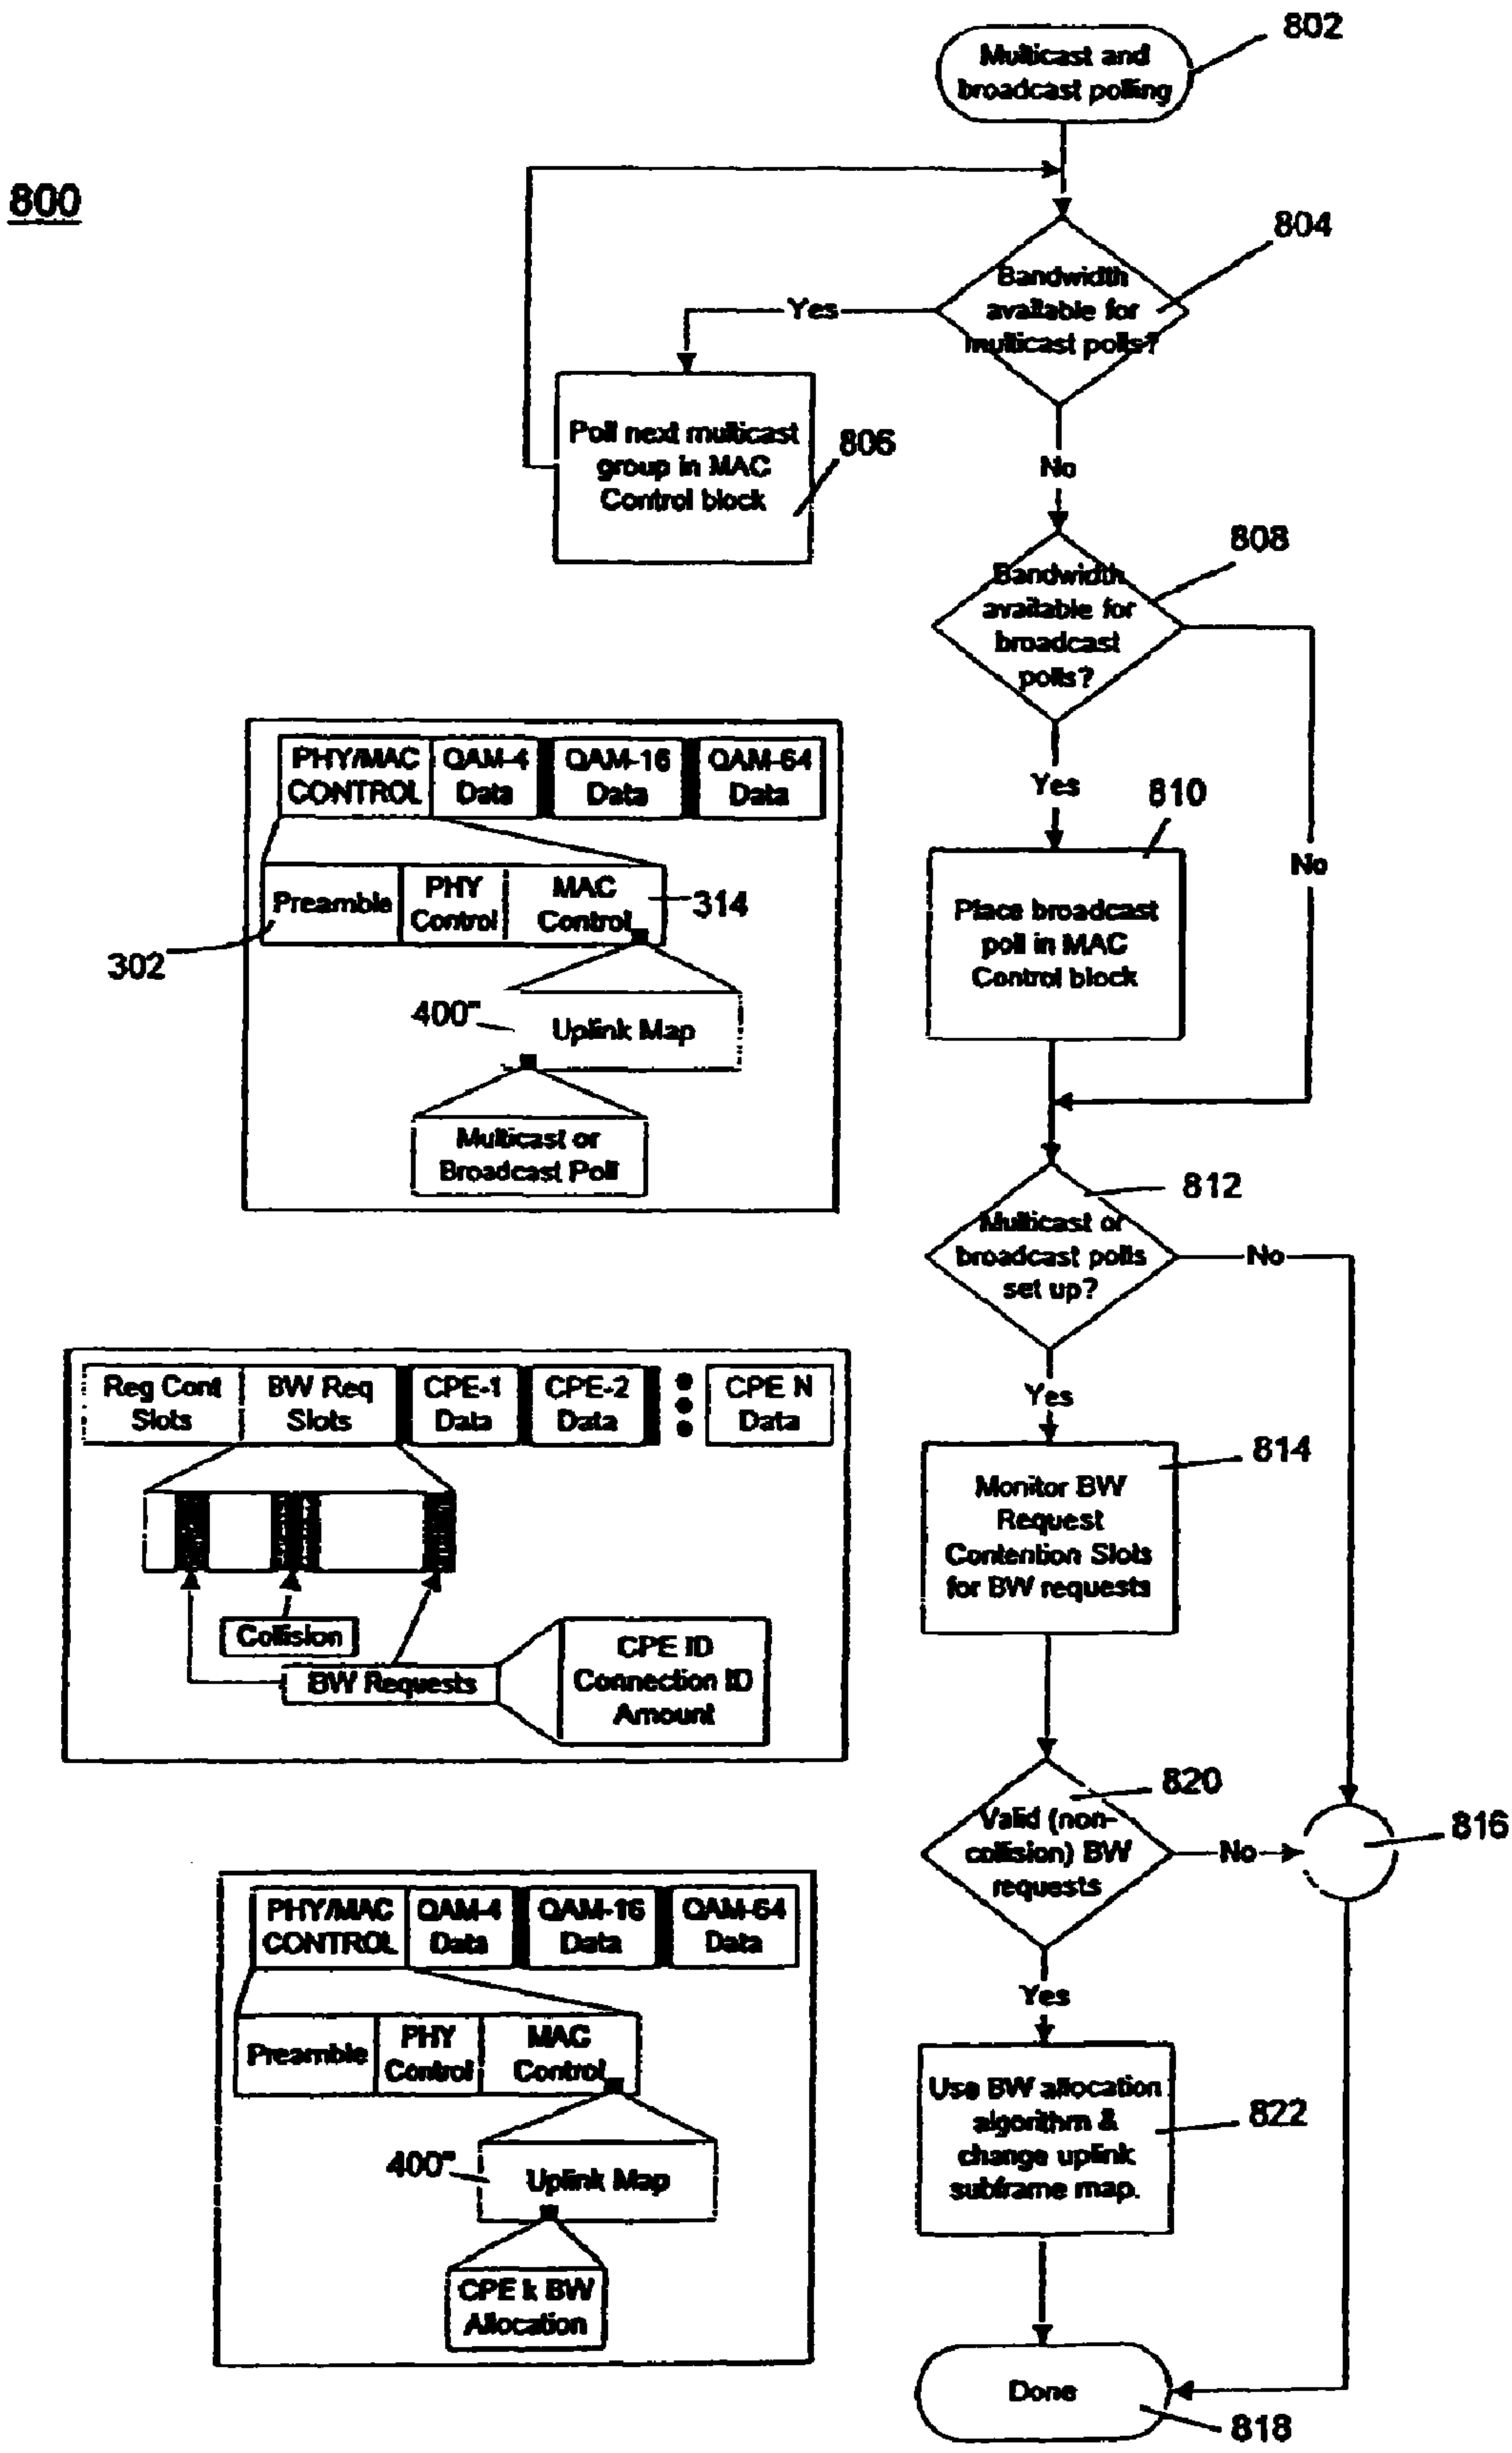 802
Multicast and
broadcast polling
800
804
Bandwidth
available for
multicast polls?
Yes
Poll next multicast
group in MAC
Control block
806
No
808
Bandwidth
available for
broadcast
polls?
Yes
No
810
Place broadcast
poll in MAC
Control block
PHY/MAC
CONTROL
QAM-4
Data
QAM-16
Data
QAM-64
Data
Preamble
PHY
Control
MAC
Control
314
302
400"
Uplink Map
Multicast or
Broadcast Poll
812
Multicast or
broadcast polls
set up?
No
Yes
Reg Cont
Slots
BW Req
Slots
CPE-1
Data
CPE-2
Data
CPE N
Data
Collision
BW Requests
CPE ID
Connection ID
Amount
814
Monitor BW
Request
Contention Slots
for BW requests
820
Valid (non-
collision) BW
requests
No
816
Yes
PHY/MAC
CONTROL
QAM-4
Data
QAM-16
Data
QAM-64
Data
Preamble
PHY
Control
MAC
Control
400"
Uplink Map
CPE k BW
Allocation
Use BW allocation
algorithm &
change uplink
subframe map.
822
Done
818